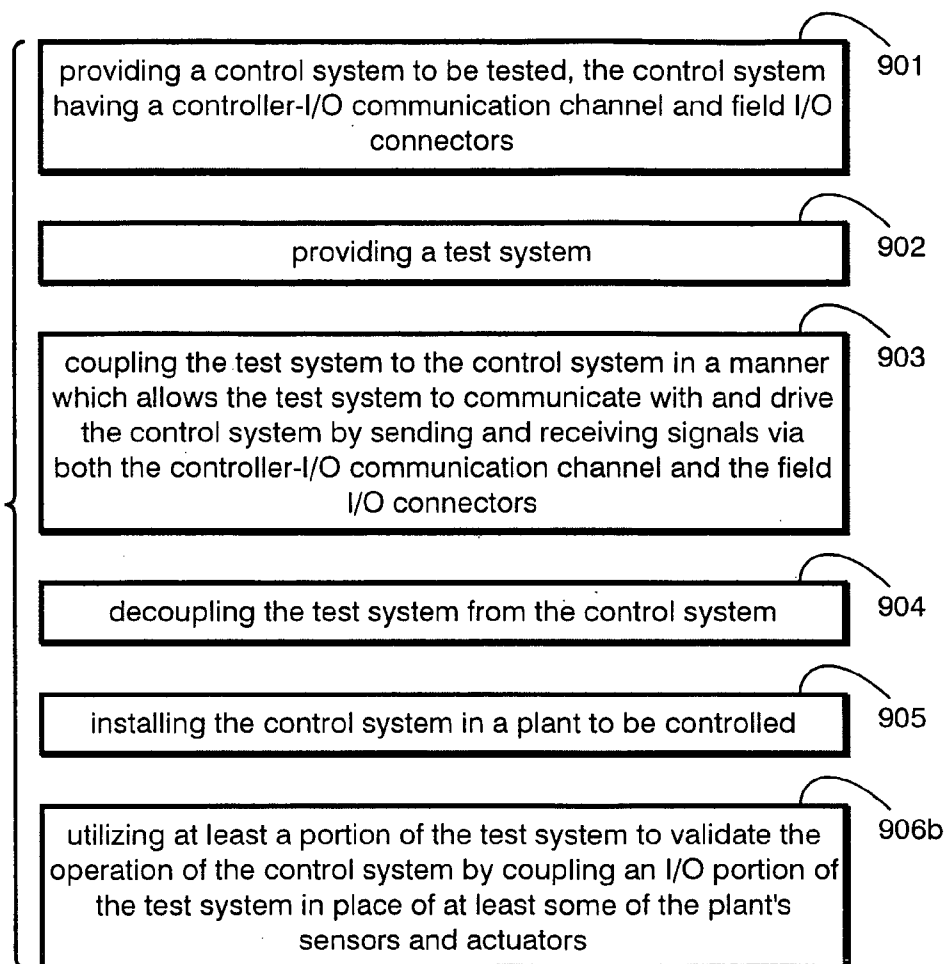 providing a control system to be tested, the control system
having a controller-I/O communication channel and field I/O
connectors
901
providing a test system
902
coupling the test system to the control system in a manner
which allows the test system to communicate with and drive
the control system by sending and receiving signals via
both the controller-I/O communication channel and the field
I/O connectors
903
decoupling the test system from the control system
904
installing the control system in a plant to be controlled
905
utilizing at least a portion of the test system to validate the
operation of the control system by coupling an I/O portion of
the test system in place of at least some of the plant's
sensors and actuators
906b